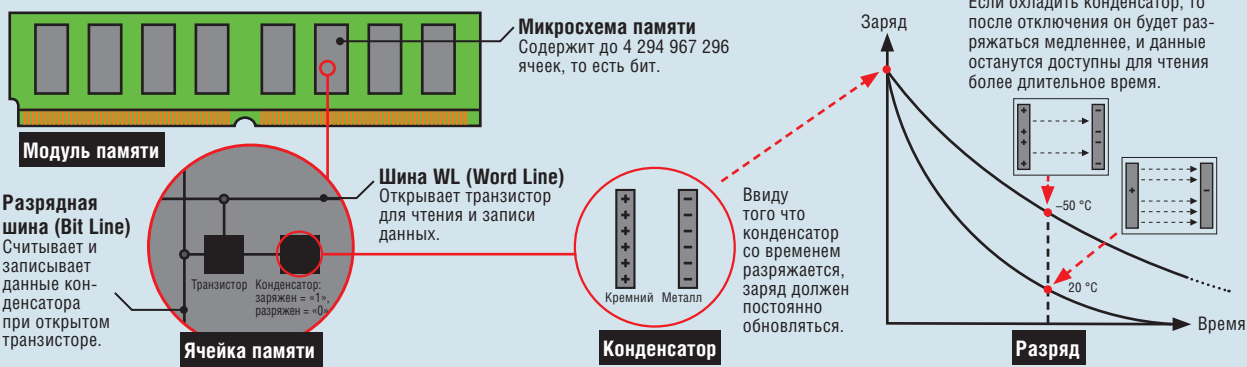 Микросхема памяти
Содержит до 4 294 967 296
ячеек, то есть бит.
Модуль памяти
Разрядная
шина (Bit Line)
Считывает и
записывает
данные кон-
денсатора
при открытом
транзисторе.
Шина WL (Word Line)
Открывает транзистор
для чтения и записи
данных.
Транзистор
Конденсатор:
заряжен = «1»,
разряжен = «0»
Ячейка памяти
+
+
+
+
+
–
–
–
–
–
Кремний
Металл
Конденсатор
Ввиду
того что
конденсатор
со временем
разряжается,
заряд должен
постоянно
обновляться.
Заряд
Если охладить конденсатор, то
после отключения он будет раз-
ряжаться медленнее, и данные
останутся доступны для чтения
более длительное время.
+
+
+
+
–
–
–
–
+
–
–50 °C
20 °C
Время
Разряд